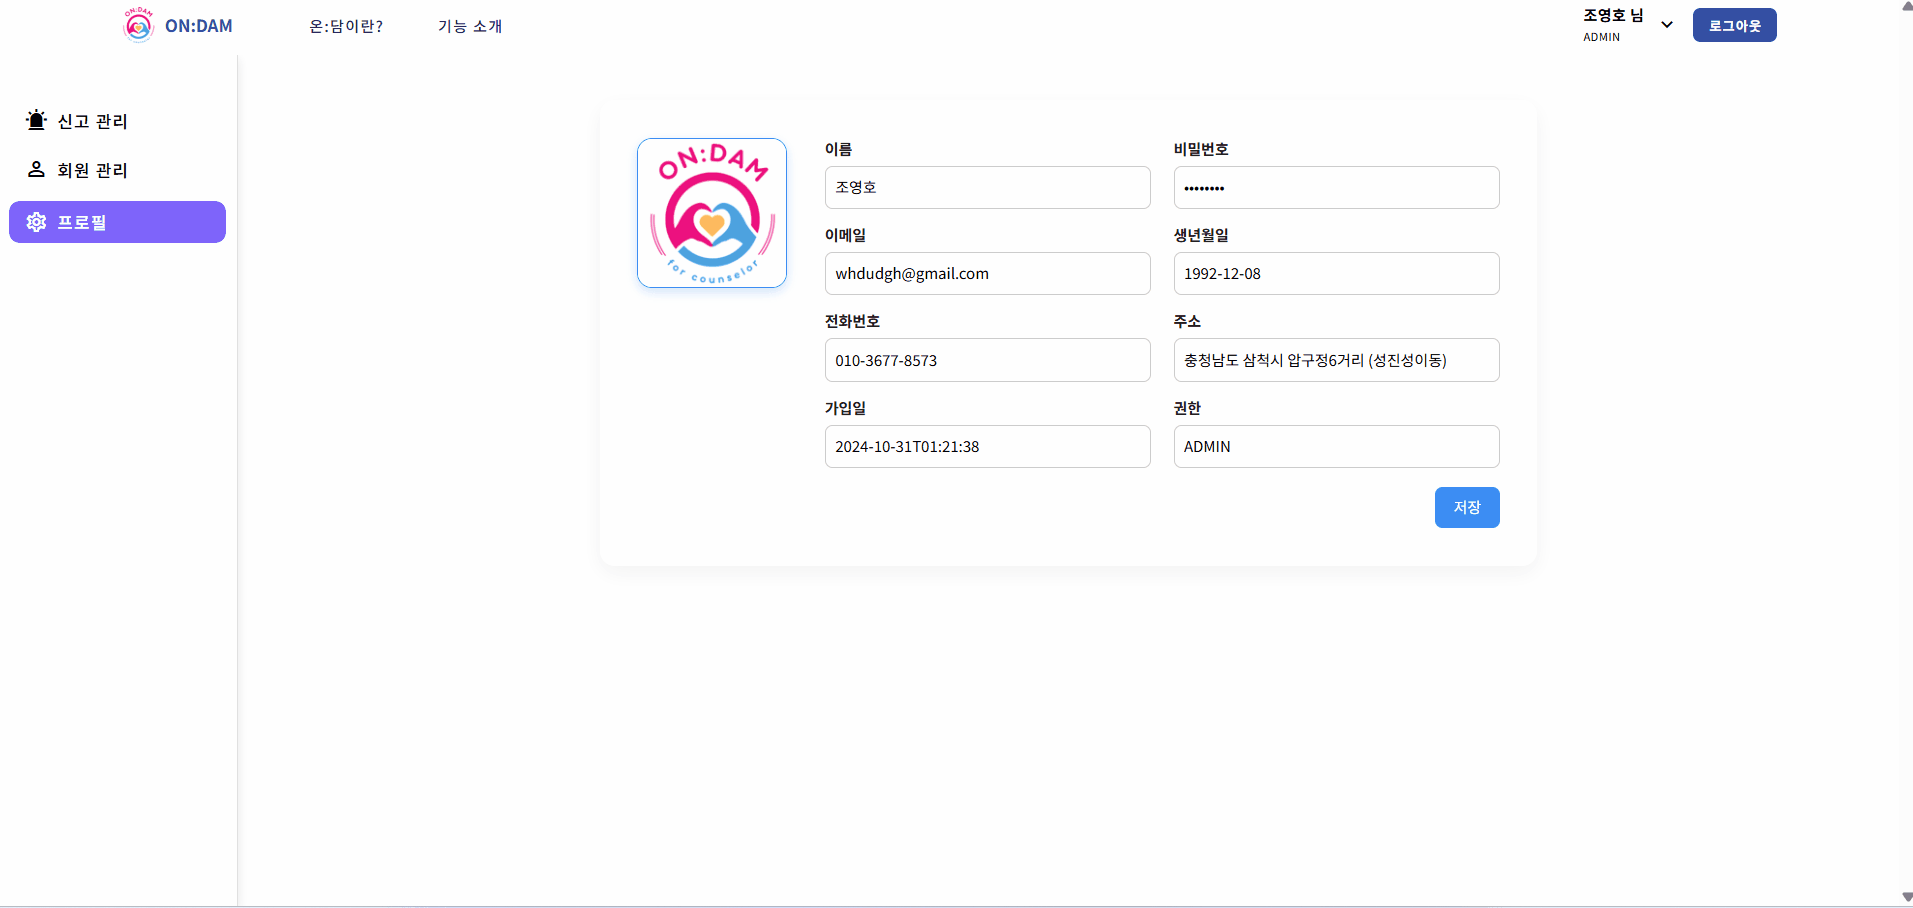 ON:DAM
ON:DAM 온:담이란? 기능 소개 조영호 님
ADMIN
로그아웃
신고 관리
회원 관리
프로필
ON:DAM
for counselor
이름 비밀번호
조영호 ••••••••
이메일 생년월일
whdudgh@gmail.com 1992-12-08
전화번호 주소
010-3677-8573 충청남도 삼척시 압구정6거리 (성진성이동)
가입일 권한
2024-10-31T01:21:38 ADMIN
저장